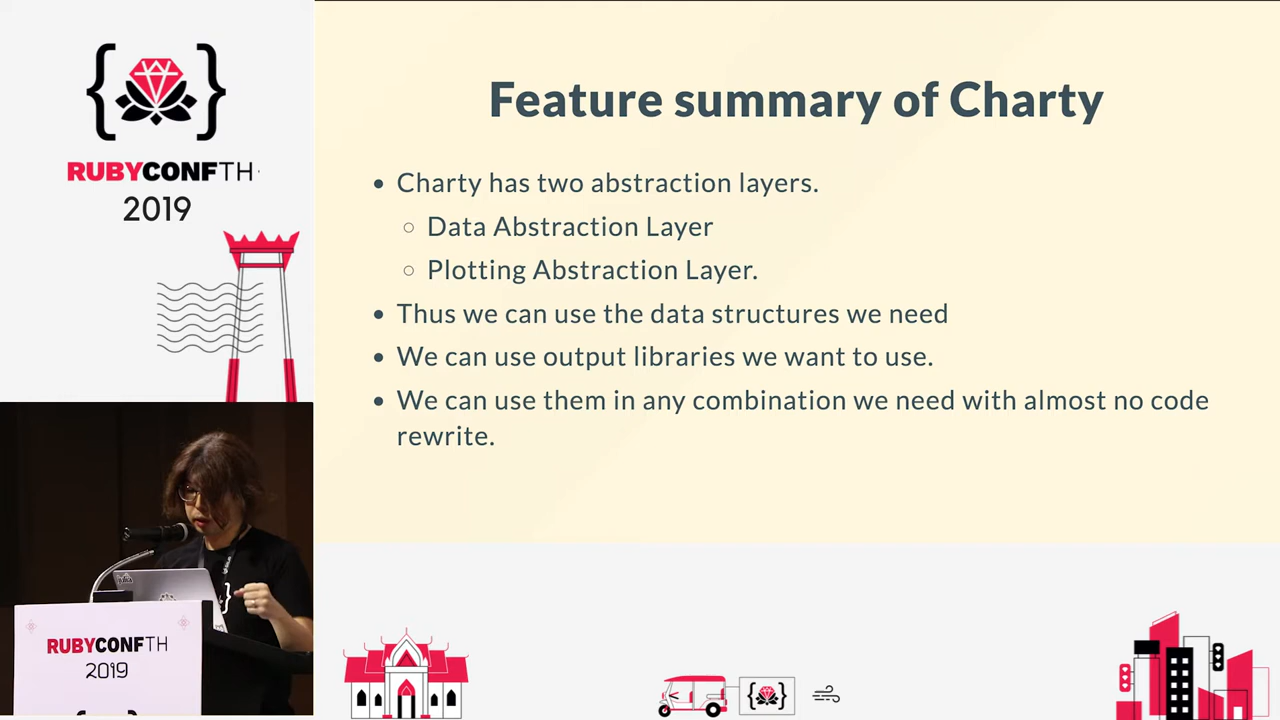 RUBYCONFTH
2019
Feature summary of Charty
• Charty has two abstraction layers.
○ Data Abstraction Layer
○ Plotting Abstraction Layer.
• Thus we can use the data structures we need
• We can use output libraries we want to use.
• We can use them in any combination we need with almost no code
rewrite.
RUBYCONFTH
2019